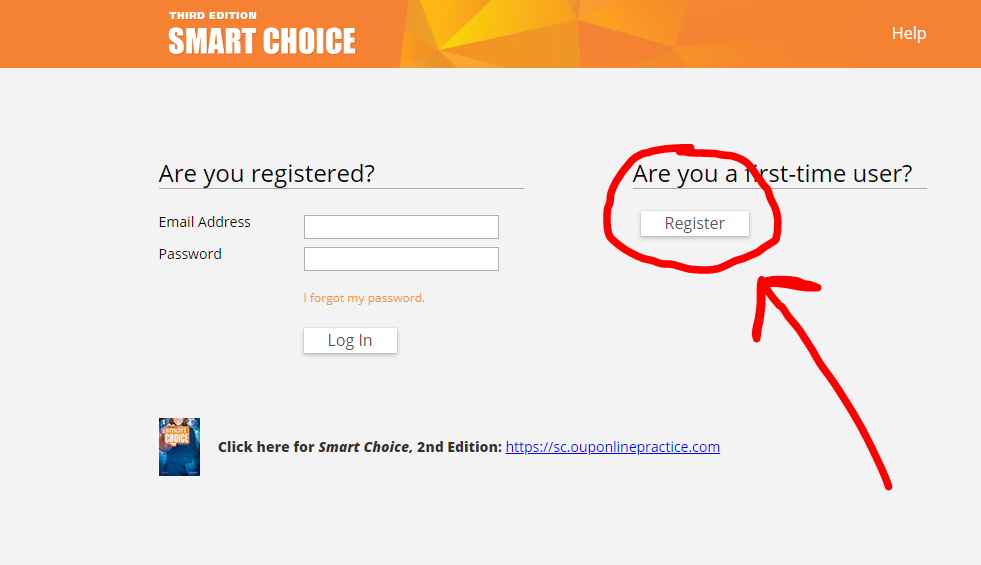 THIRD EDITION
SMART CHOICE
Help
Are you registered?
Email Address
Password
I forgot my password.
Log In
Are you a first-time user?
Register
smart
CHOICE
Click here for Smart Choice, 2nd Edition: https://sc.ouponlinepractice.com